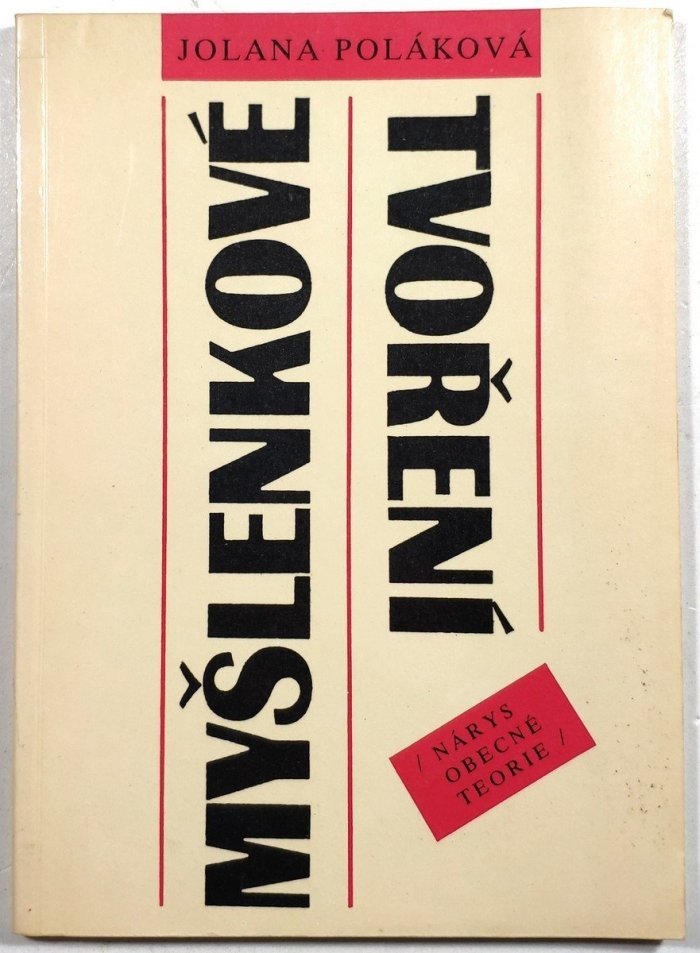 JOLANA POLÁKOVÁ
MYŠLENKOVÉ
TVOŘENÍ
/ NÁRYS
OBECNÉ
TEORIE /